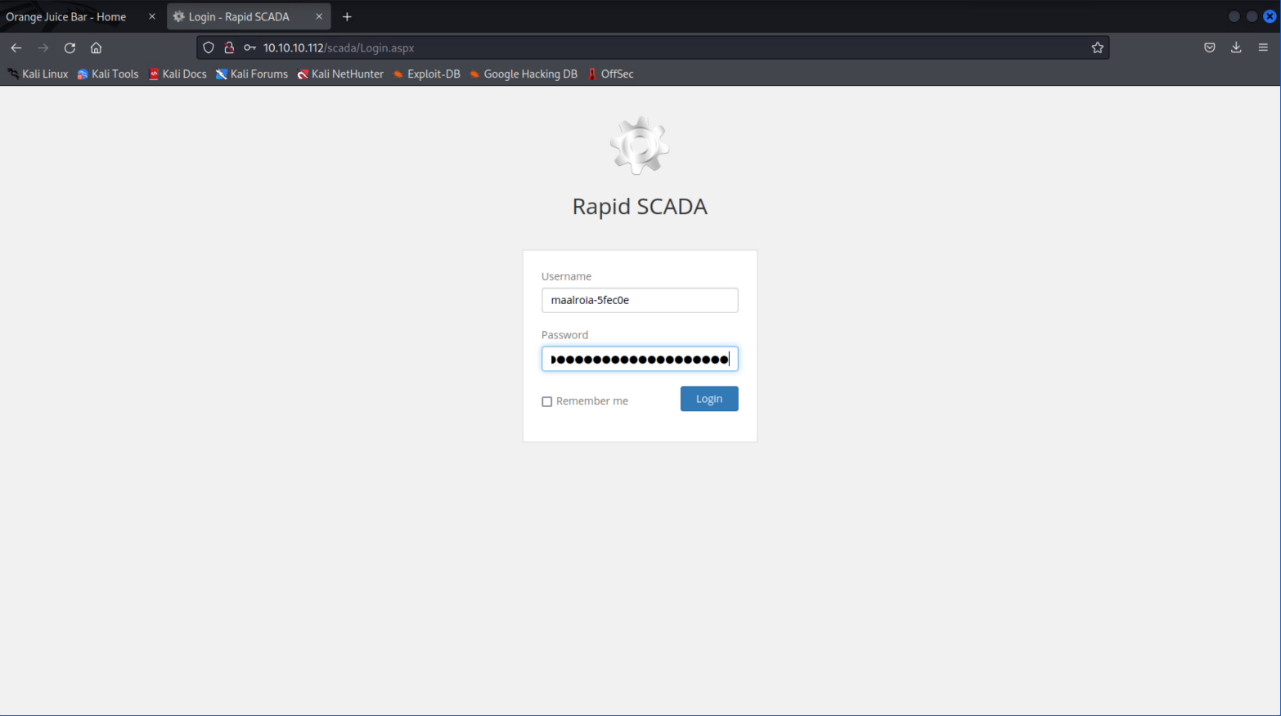 Orange Juice Bar - Home × Login - Rapid SCADA × +
10.10.10.112/scada/Login.aspx
Kali Linux Kali Tools Kali Docs Kali Forums Kali NetHunter Exploit-DB Google Hacking DB OffSec
Rapid SCADA
Username
maalroia-5fec0e
Password
Remember me Login